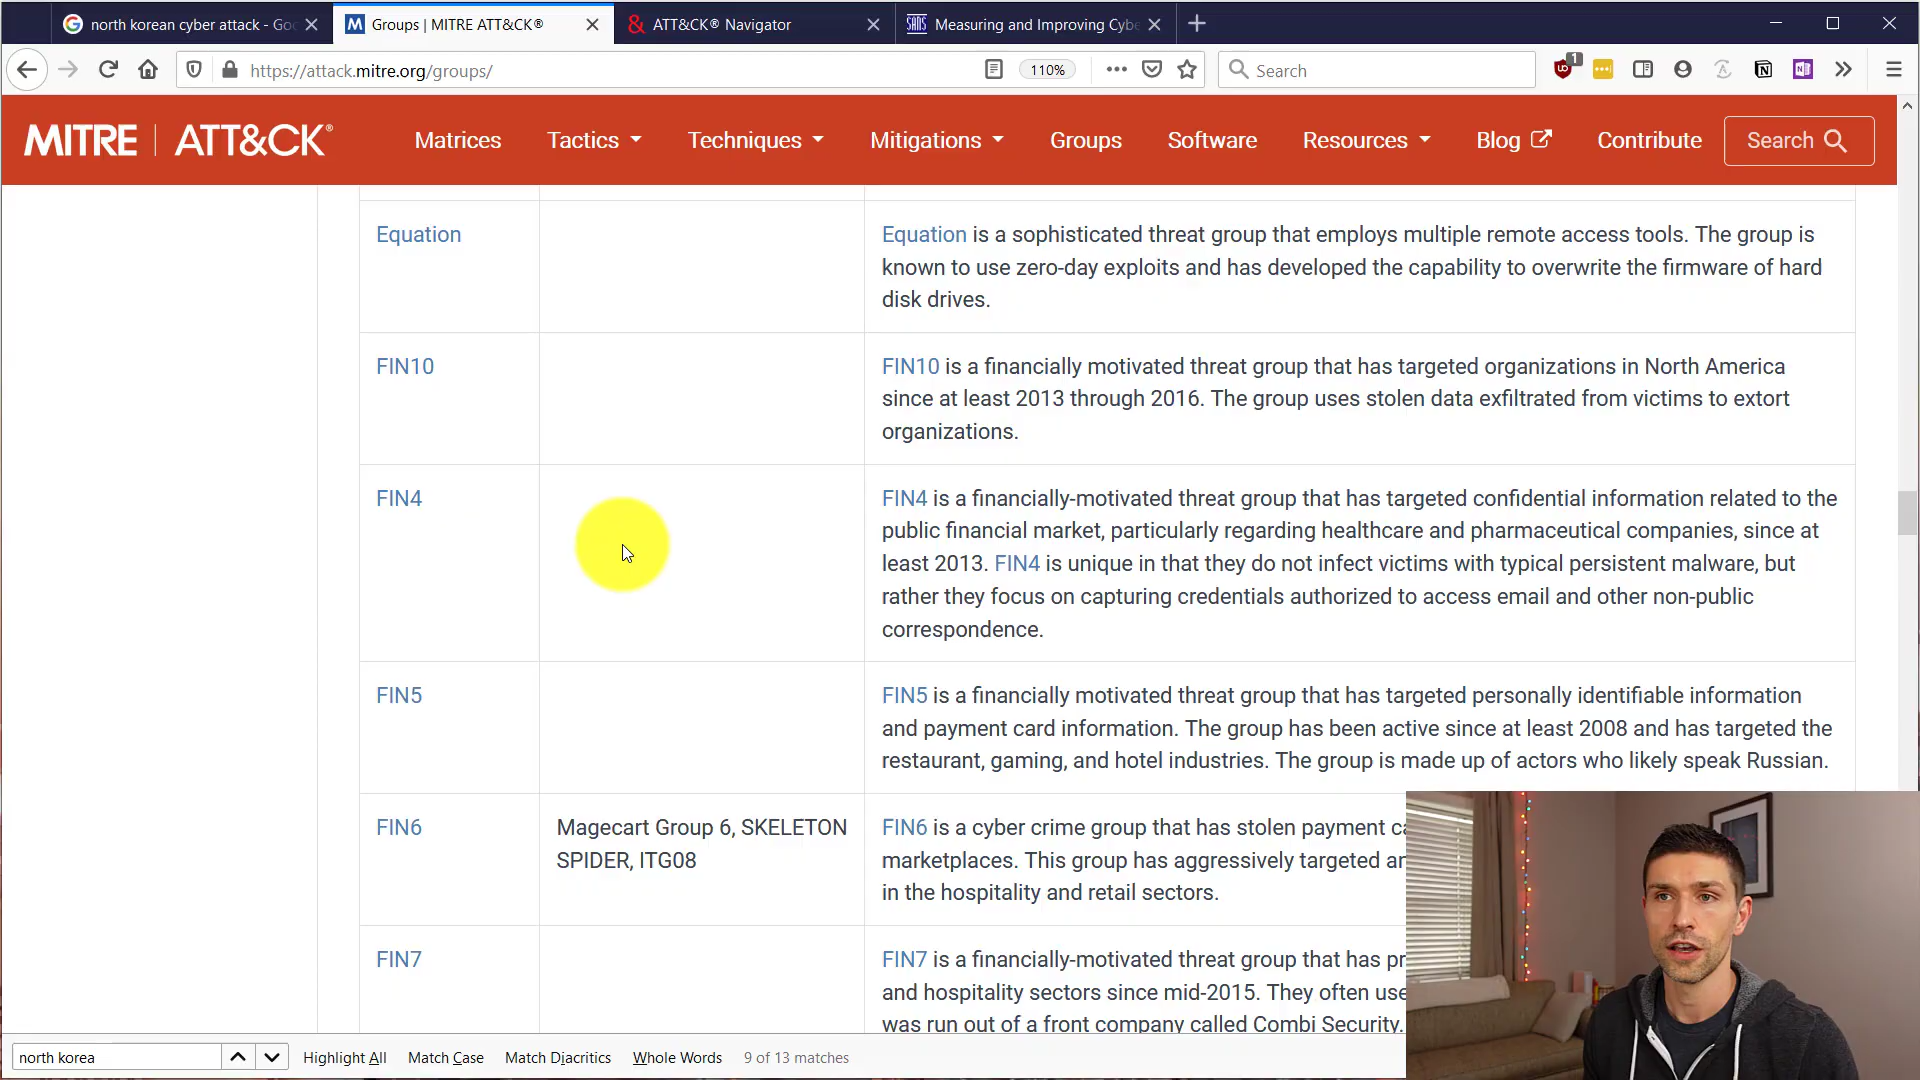 north korean cyber attack - Goo
Groups | MITRE ATT&CK®
ATT&CK® Navigator
SANS Measuring and Improving Cybe
https://attack.mitre.org/groups/
110%
Search
1
MITRE | ATT&CK®
Matrices
Tactics
Techniques
Mitigations
Groups
Software
Resources
Blog
Contribute
Search
Equation
Equation is a sophisticated threat group that employs multiple remote access tools. The group is
known to use zero-day exploits and has developed the capability to overwrite the firmware of hard
disk drives.
FIN10
FIN10 is a financially motivated threat group that has targeted organizations in North America
since at least 2013 through 2016. The group uses stolen data exfiltrated from victims to extort
organizations.
FIN4
FIN4 is a financially-motivated threat group that has targeted confidential information related to the
public financial market, particularly regarding healthcare and pharmaceutical companies, since at
least 2013. FIN4 is unique in that they do not infect victims with typical persistent malware, but
rather they focus on capturing credentials authorized to access email and other non-public
correspondence.
FIN5
FIN5 is a financially motivated threat group that has targeted personally identifiable information
and payment card information. The group has been active since at least 2008 and has targeted the
restaurant, gaming, and hotel industries. The group is made up of actors who likely speak Russian.
FIN6
Magecart Group 6, SKELETON
SPIDER, ITG08
FIN6 is a cyber crime group that has stolen payment ca
marketplaces. This group has aggressively targeted an
in the hospitality and retail sectors.
FIN7
FIN7 is a financially-motivated threat group that has pr
and hospitality sectors since mid-2015. They often use
was run out of a front company called Combi Security.
north korea
Highlight All
Match Case
Match Diacritics
Whole Words
9 of 13 matches